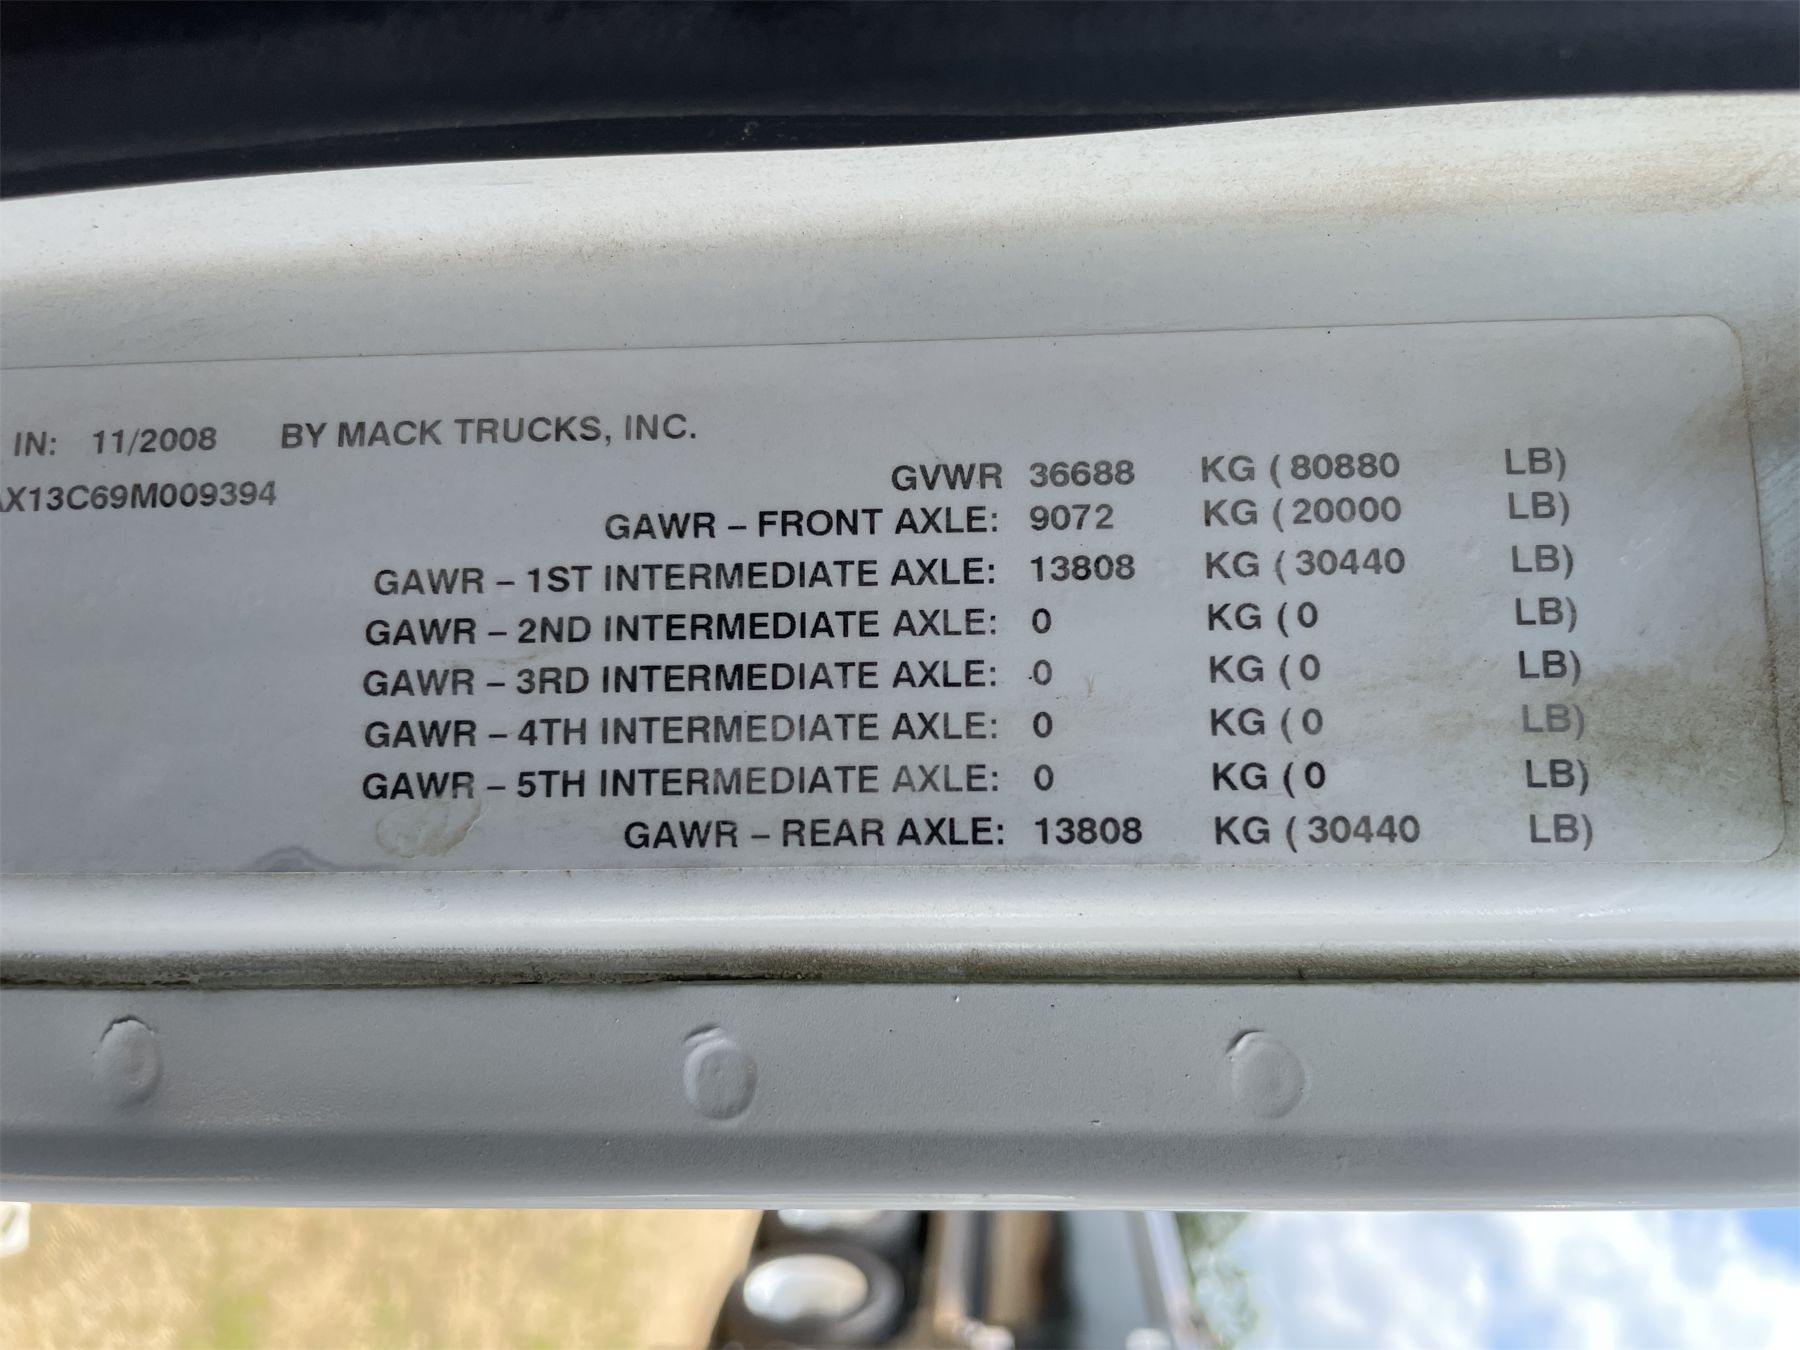 IN: 11/2008 BY MACK TRUCKS, INC.
X13C69M009394
GVWR 36688 KG (80880 LB)
GAWR – FRONT AXLE: 9072 KG (20000 LB)
GAWR – 1ST INTERMEDIATE AXLE: 13808 KG (30440 LB)
GAWR – 2ND INTERMEDIATE AXLE: 0 KG (0 LB)
GAWR – 3RD INTERMEDIATE AXLE: 0 KG (0 LB)
GAWR – 4TH INTERMEDIATE AXLE: 0 KG (0 LB)
GAWR – 5TH INTERMEDIATE AXLE: 0 KG (0 LB)
GAWR – REAR AXLE: 13808 KG (30440 LB)